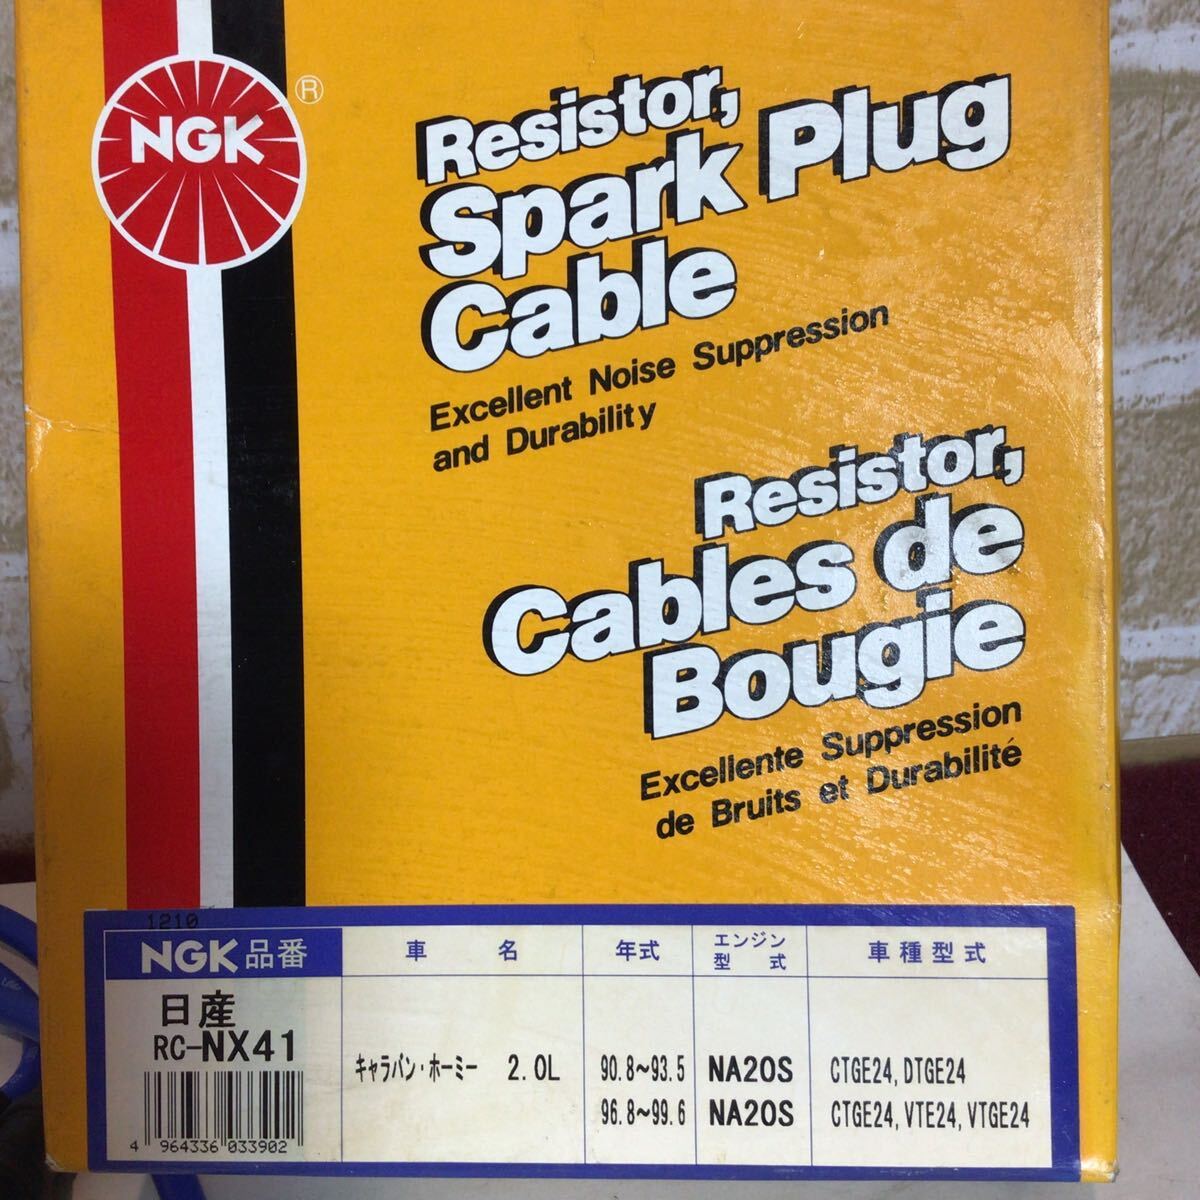 NGK
®
Resistor,
Spark Plug
Cable
Excellent Noise Suppression
and Durability
Resistor,
Cables de
Bougie
Excellente Suppression
de Bruits et Durabilité
1210
NGK品番 車 名 年式 エンジン型 式 車種型式
日産
RC-NX41
キャラバン・ホーミー 2.0L 90.8~93.5 NA20S CTGE24, DTGE24
96.8~99.6 NA20S CTGE24, VTE24, VTGE24
4 964336 033902